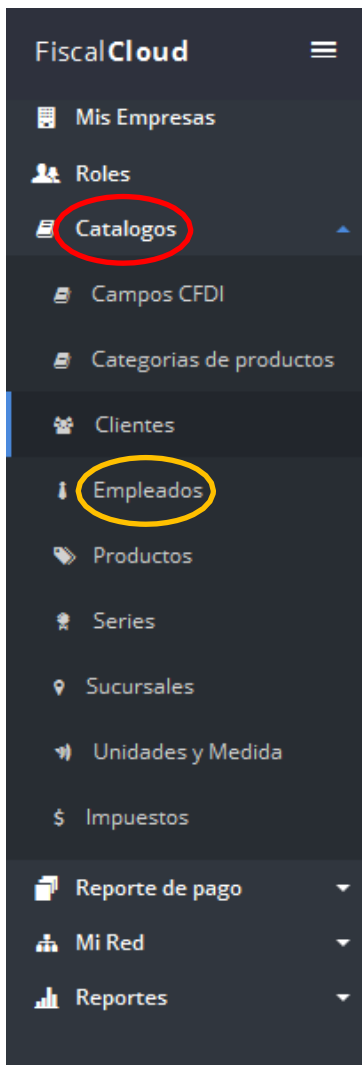 FiscalCloud
Mis Empresas
Roles
Catalogos
Campos CFDI
Categorias de productos
Clientes
Empleados
Productos
Series
Sucursales
Unidades y Medida
$ Impuestos
Reporte de pago
Mi Red
Reportes